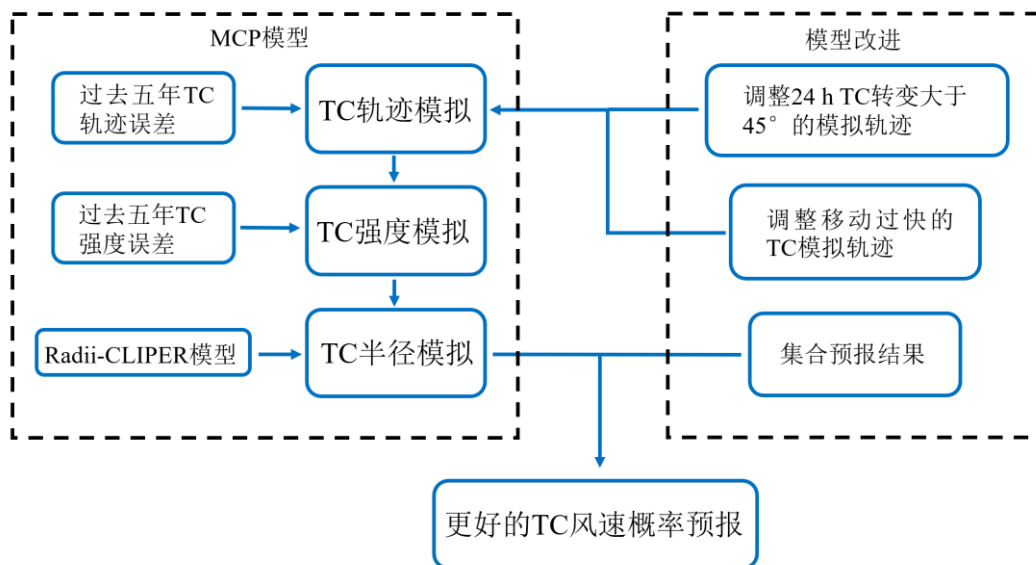 MCP模型
过去五年TC
轨迹误差
TC轨迹模拟
过去五年TC
强度误差
TC强度模拟
Radii-CLIPER模型
TC半径模拟
模型改进
调整24 h TC转变大于
45°的模拟轨迹
调整移动过快的
TC模拟轨迹
集合预报结果
更好的TC风速概率预报